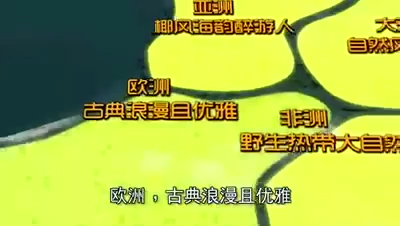 亚洲
椰风海韵醉游人
大
自然风
欧洲
古典浪漫且优雅
非洲
野生热带大自然
欧洲，古典浪漫且优雅